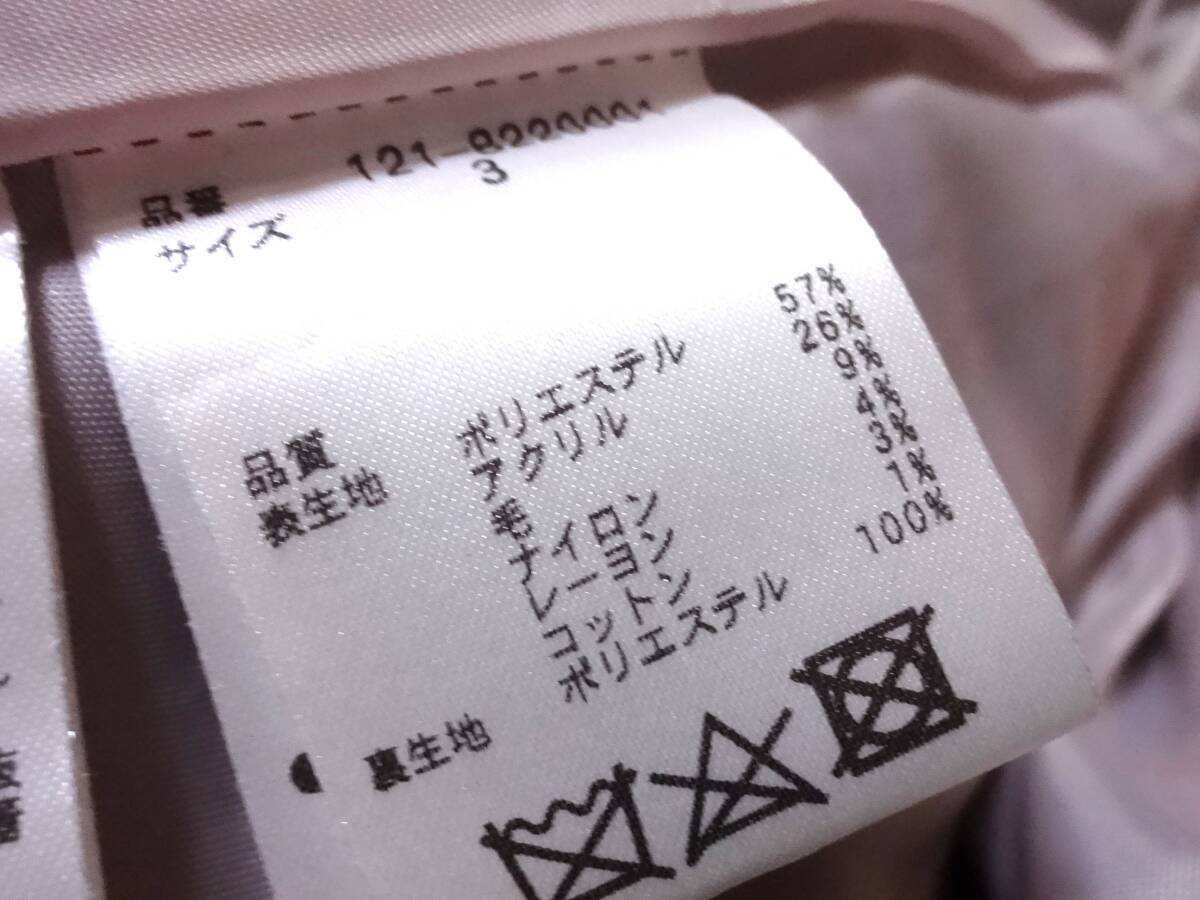 品番 121-9220001
サイズ 3
品質
表生地 ポリエステル 57%
アクリル 26%
毛 9%
ナイロン 4%
レーヨン 3%
コットン 1%
裏生地 ポリエステル 100%